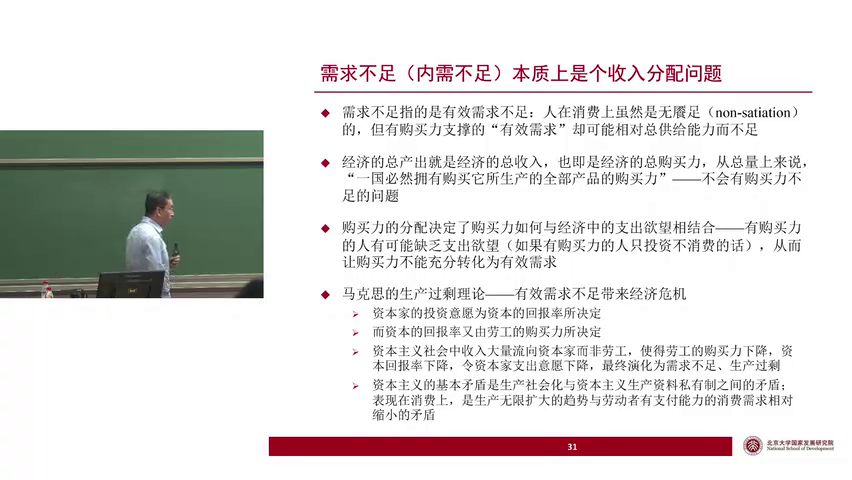 需求不足（内需不足）本质上是个收入分配问题
需求不足指的是有效需求不足：人在消费上虽然是无餍足（non-satiation）
的，但有购买力支撑的“有效需求”却可能相对总供给能力而不足
经济的总产出就是经济的总收入，也即是经济的总购买力，从总量上来说，
“一国必然拥有购买它所生产的全部产品的购买力”——不会有购买力不
足的问题
购买力的分配决定了购买力如何与经济中的支出欲望相结合——有购买力
的人有可能缺乏支出欲望（如果有购买力的人只投资不消费的话），从而
让购买力不能充分转化为有效需求
马克思的生产过剩理论——有效需求不足带来经济危机
资本家的投资意愿为资本的回报率所决定
而资本的回报率又由劳工的购买力所决定
资本主义社会中收入大量流向资本家而非劳工，使得劳工的购买力下降，资
本回报率下降，令资本家支出意愿下降，最终演化为需求不足、生产过剩
资本主义的基本矛盾是生产社会化与资本主义生产资料私有制之间的矛盾；
表现在消费上，是生产无限扩大的趋势与劳动者有支付能力的消费需求相对
缩小的矛盾
31
北京大学国家发展研究院
National School of Development